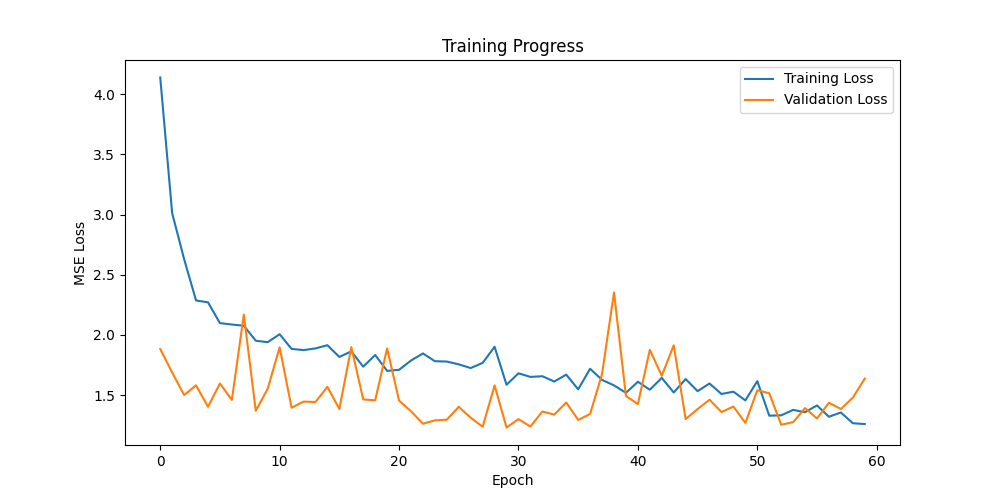 Training Progress
Training Loss
Validation Loss
MSE Loss
4.0
3.5
3.0
2.5
2.0
1.5
0 10 20 30 40 50 60
Epoch